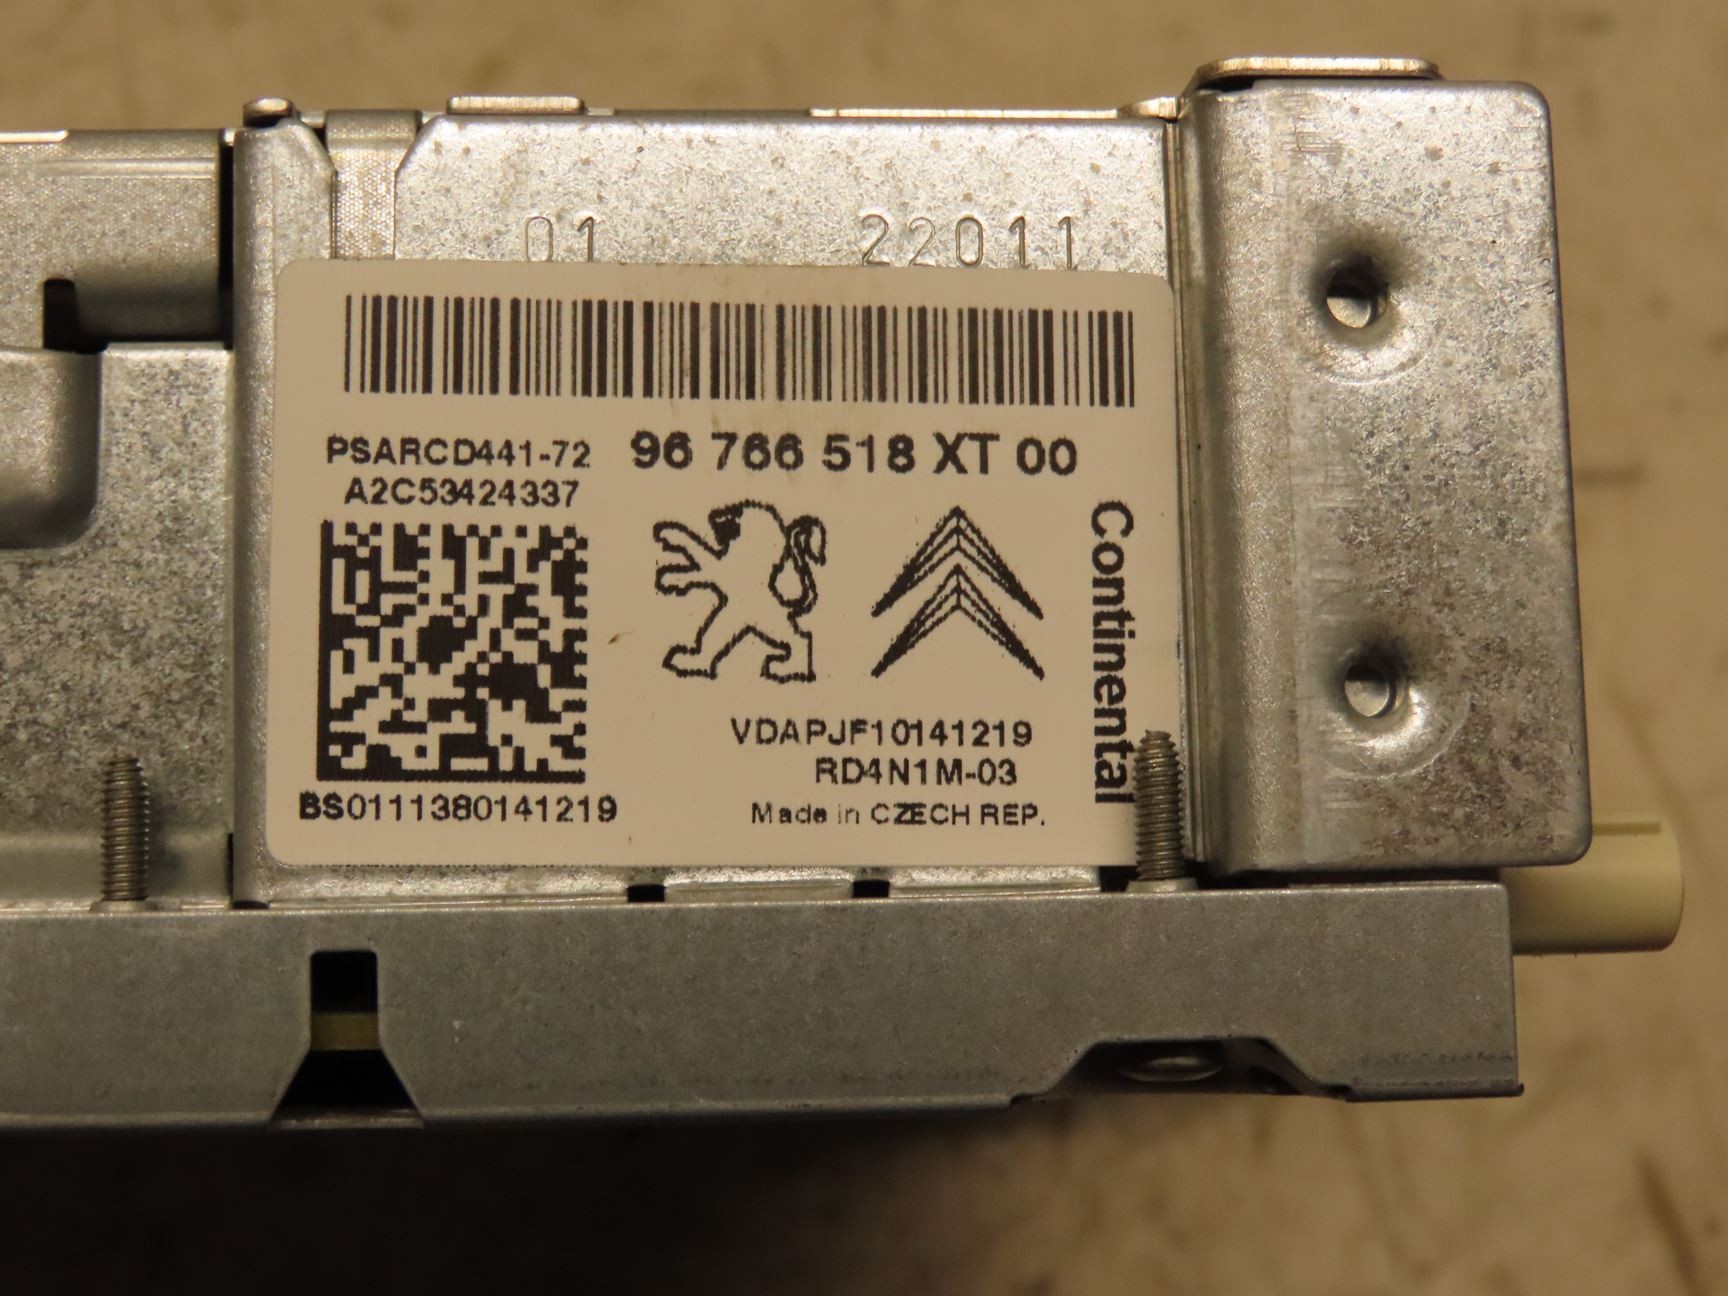 01 22011
PSARCD441-72 96 766 518 XT 00
A2C53424337
Continental
VDAPJF10141219
RD4N1M-03
BS0111380141219
Made in CZECH REP.